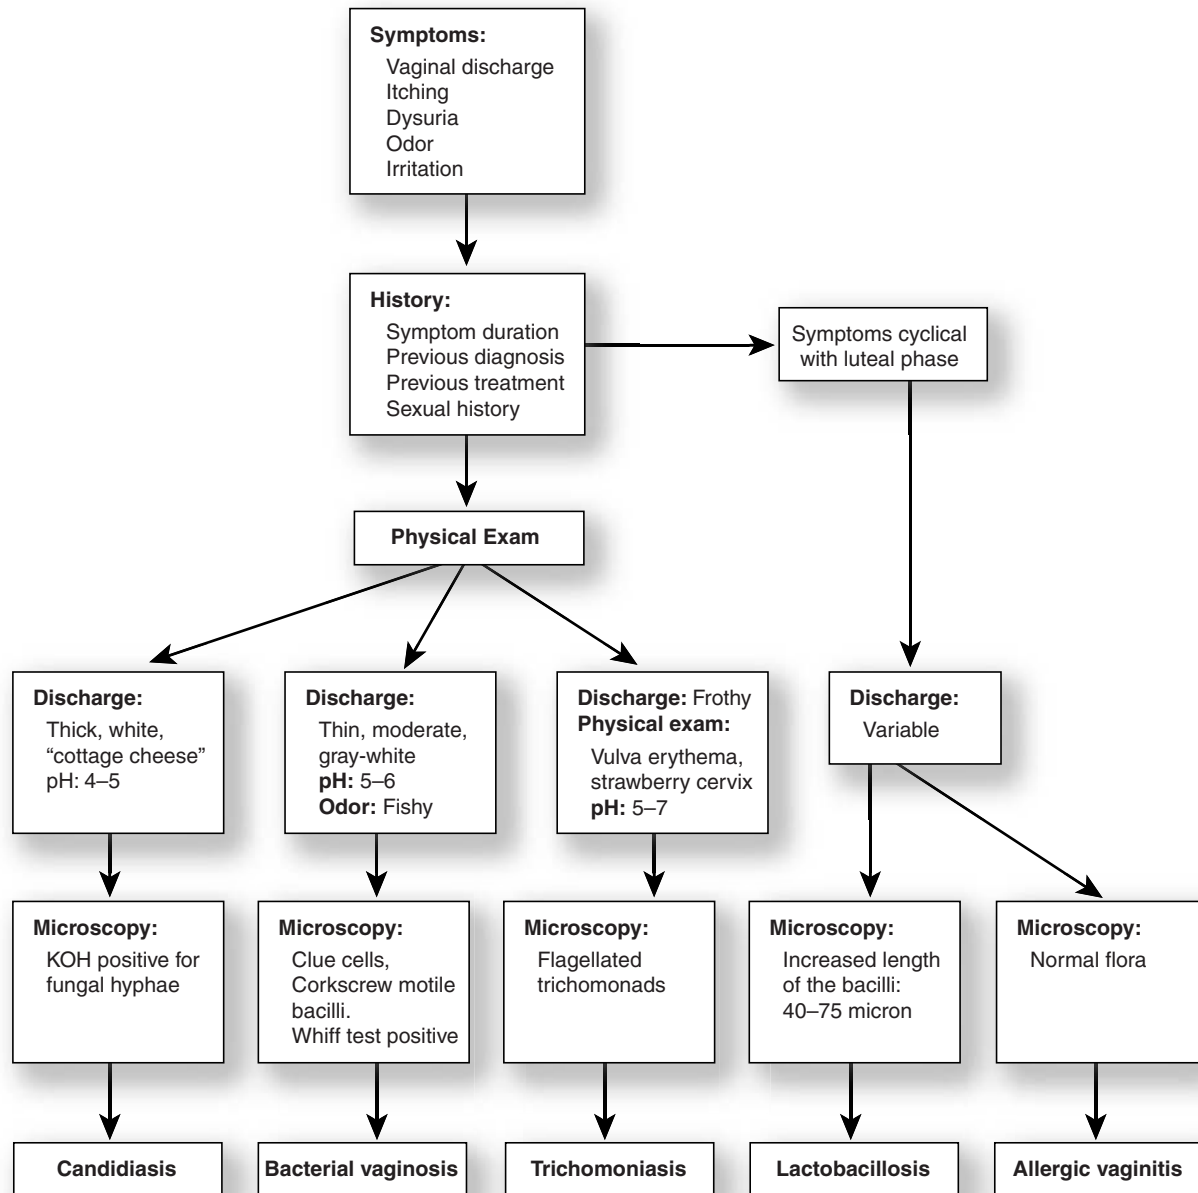 Symptoms:
Vaginal discharge
Itching
Dysuria
Odor
Irritation
History:
Symptom duration
Previous diagnosis
Previous treatment
Sexual history
Symptoms cyclical
with luteal phase
Physical Exam
Discharge:
Thick, white,
“cottage cheese”
pH: 4–5
Discharge:
Thin, moderate,
gray-white
pH: 5–6
Odor: Fishy
Discharge: Frothy
Physical exam:
Vulva erythema,
strawberry cervix
pH: 5–7
Discharge:
Variable
Microscopy:
KOH positive for
fungal hyphae
Microscopy:
Clue cells,
Corkscrew motile
bacilli.
Whiff test positive
Microscopy:
Flagellated
trichomonads
Microscopy:
Increased length
of the bacilli:
40–75 micron
Microscopy:
Normal flora
Candidiasis
Bacterial vaginosis
Trichomoniasis
Lactobacillosis
Allergic vaginitis